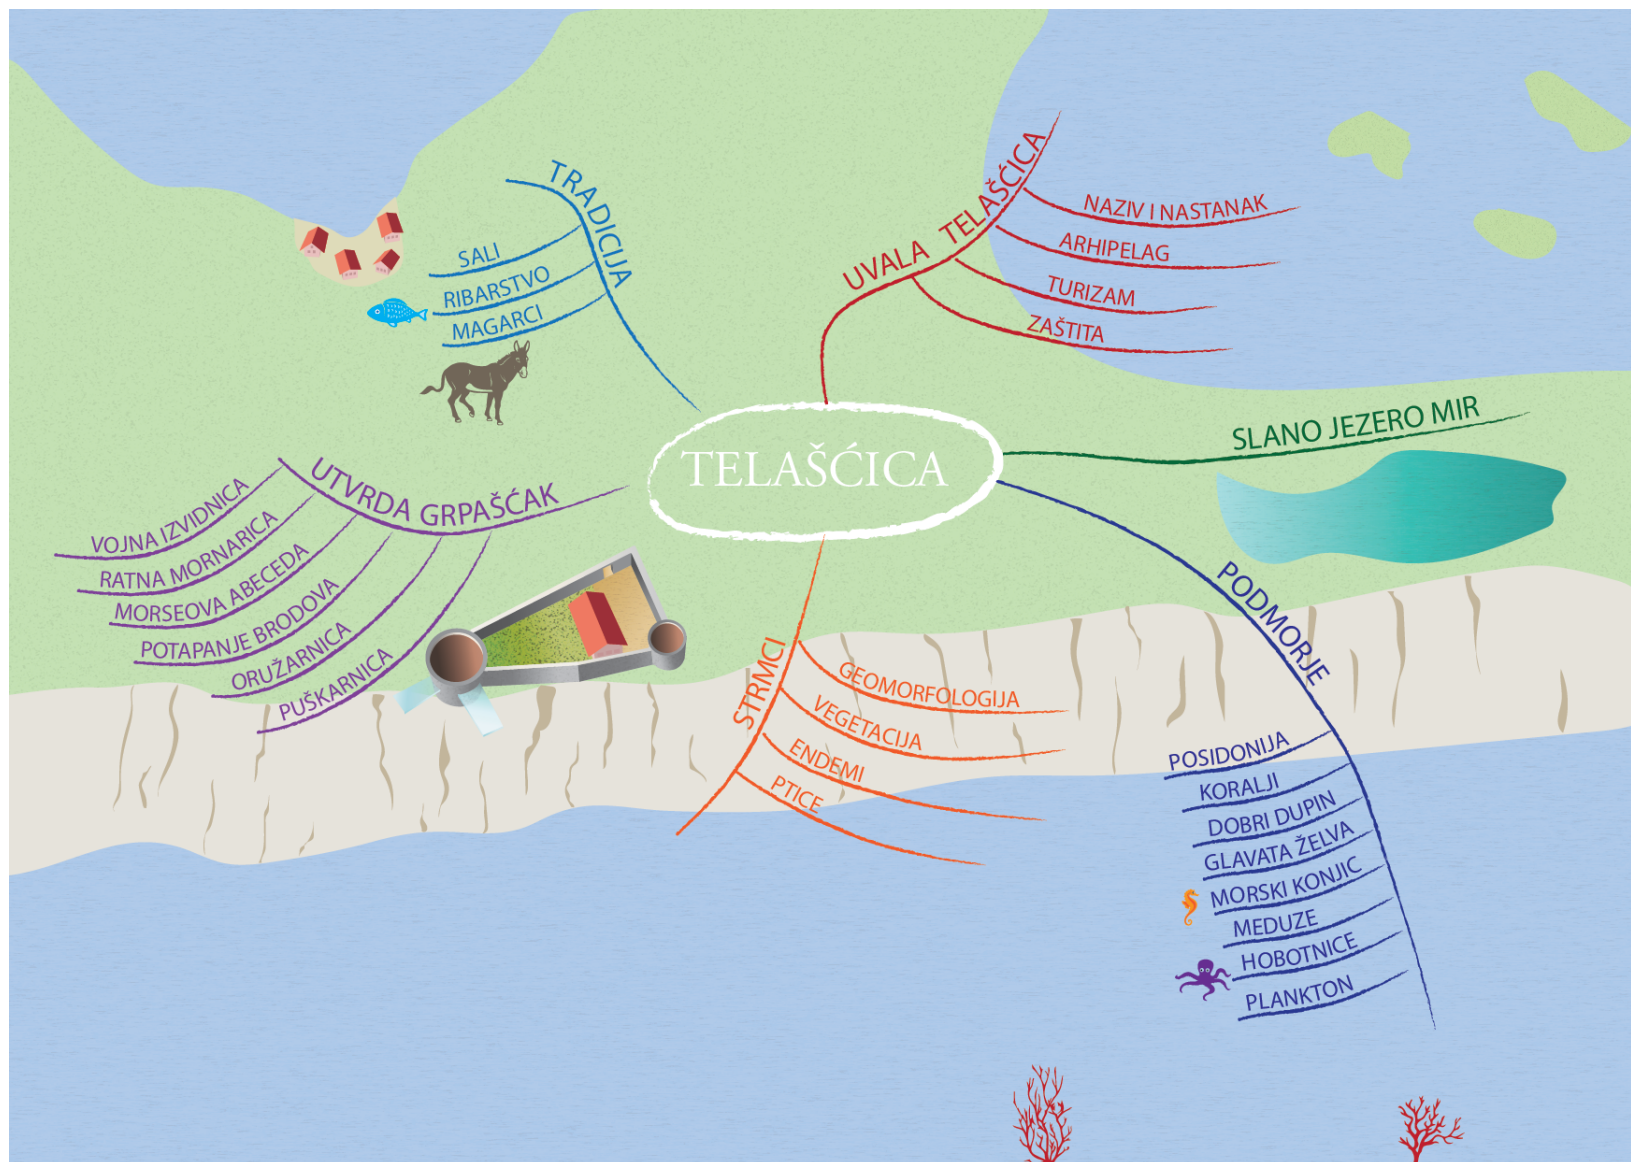 TELAŠĆICA
TRADICIJA
SALI
RIBARSTVO
MAGARCI
UVALA TELAŠĆICA
NAZIV I NASTANAK
ARHIPELAG
TURIZAM
ZAŠTITA
SLANO JEZERO MIR
PODMORJE
POSIDONIJA
KORALJI
DOBRI DUPIN
GLAVATA ŽELVA
MORSKI KONJIC
MEDUZE
HOBOTNICE
PLANKTON
STRMCI
GEOMORFOLOGIJA
VEGETACIJA
ENDEMI
PTICE
UTVRDA GRPAŠĆAK
VOJNA IZVIDNICA
RATNA MORNARICA
MORSEOVA ABECEDA
POTAPANJE BRODOVA
ORUŽARNICA
PUŠKARNICA